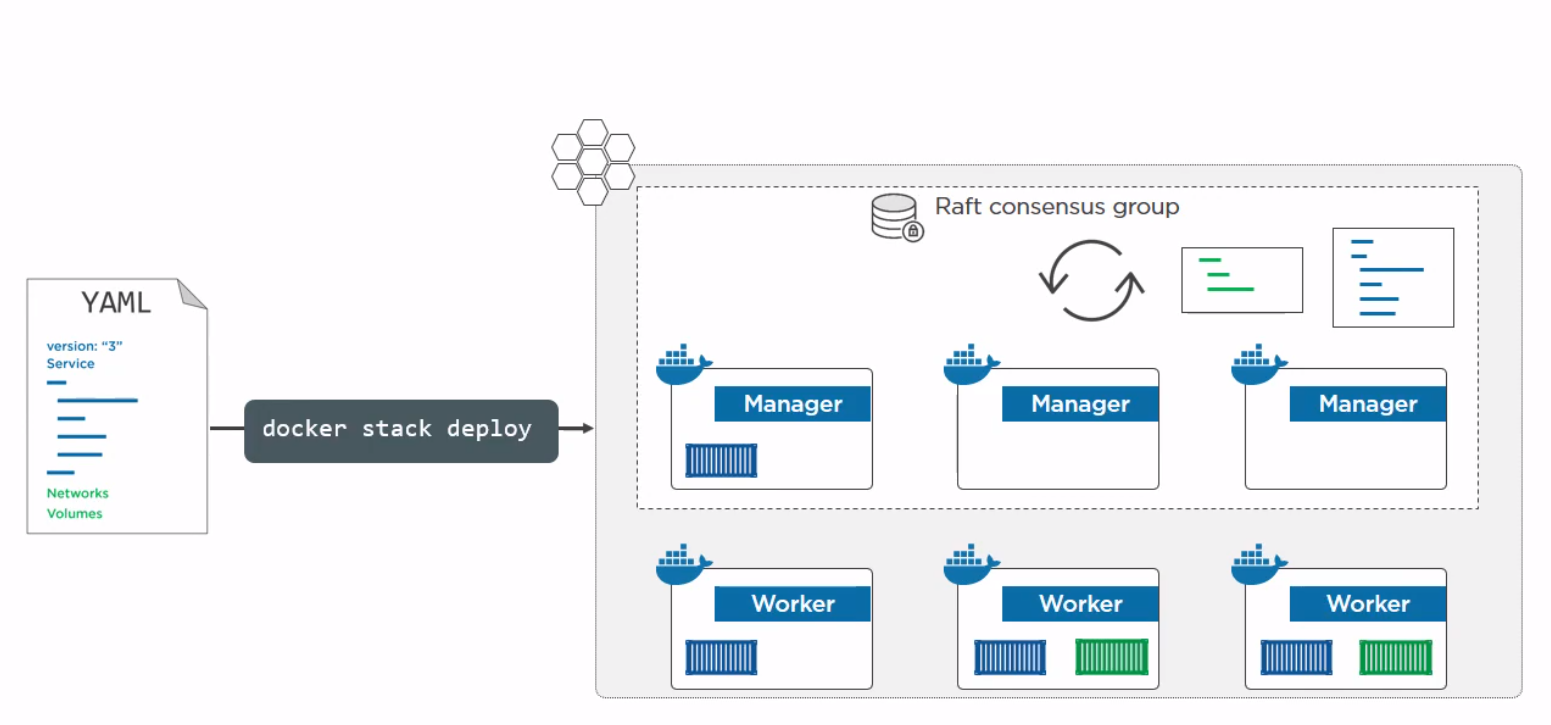 YAML
version: “3”
Service
Networks
Volumes
docker stack deploy
Raft consensus group
Manager
Manager
Manager
Worker
Worker
Worker